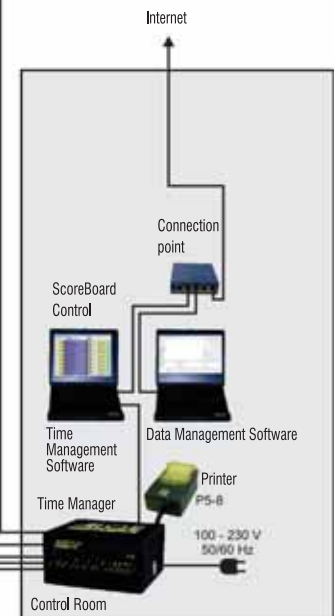 Internet
Connection
point
ScoreBoard
Control
Time
Management
Software
Data Management Software
Printer
P5-8
Time Manager
100 - 230 V
50/60 Hz
Control Room